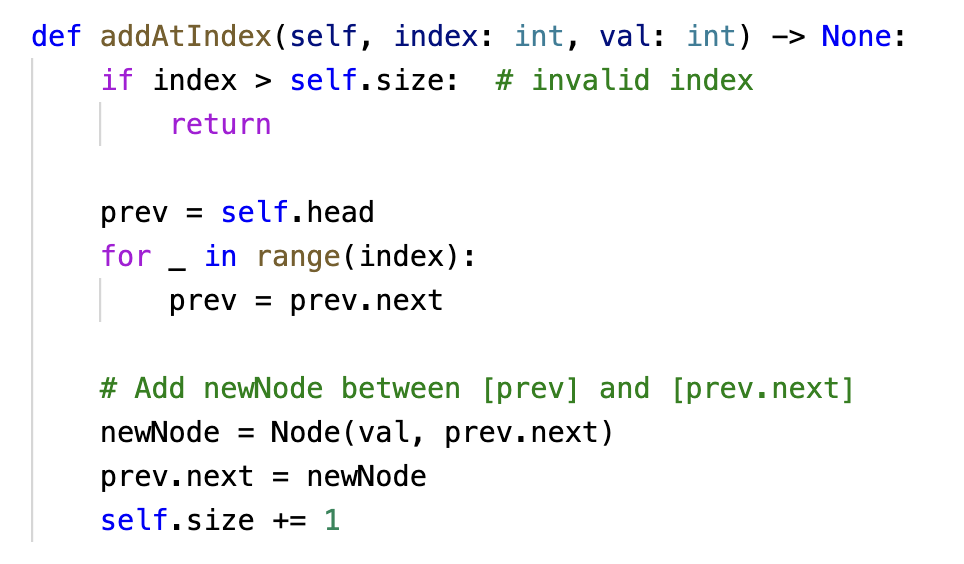 def addAtIndex(self, index: int, val: int) -> None:
    if index > self.size:  # invalid index
        return

    prev = self.head
    for _ in range(index):
        prev = prev.next

    # Add newNode between [prev] and [prev.next]
    newNode = Node(val, prev.next)
    prev.next = newNode
    self.size += 1